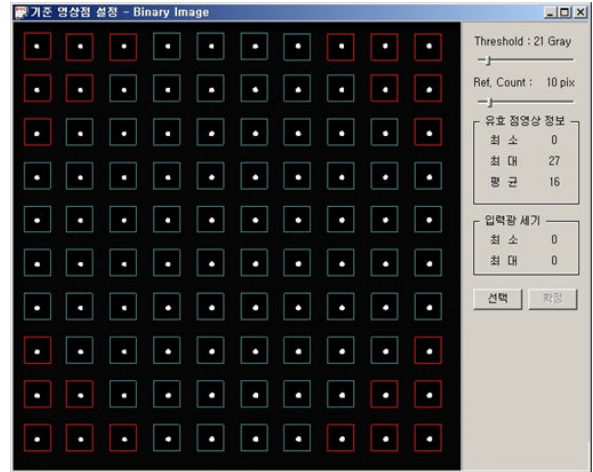 기준 영상점 설정 - Binary Image
Threshold : 21 Gray
Ref, Count : 10 pix
유효 점영상 정보
최 소 0
최 대 27
평 균 16
입력광 세기
최 소 0
최 대 0
선택 확정